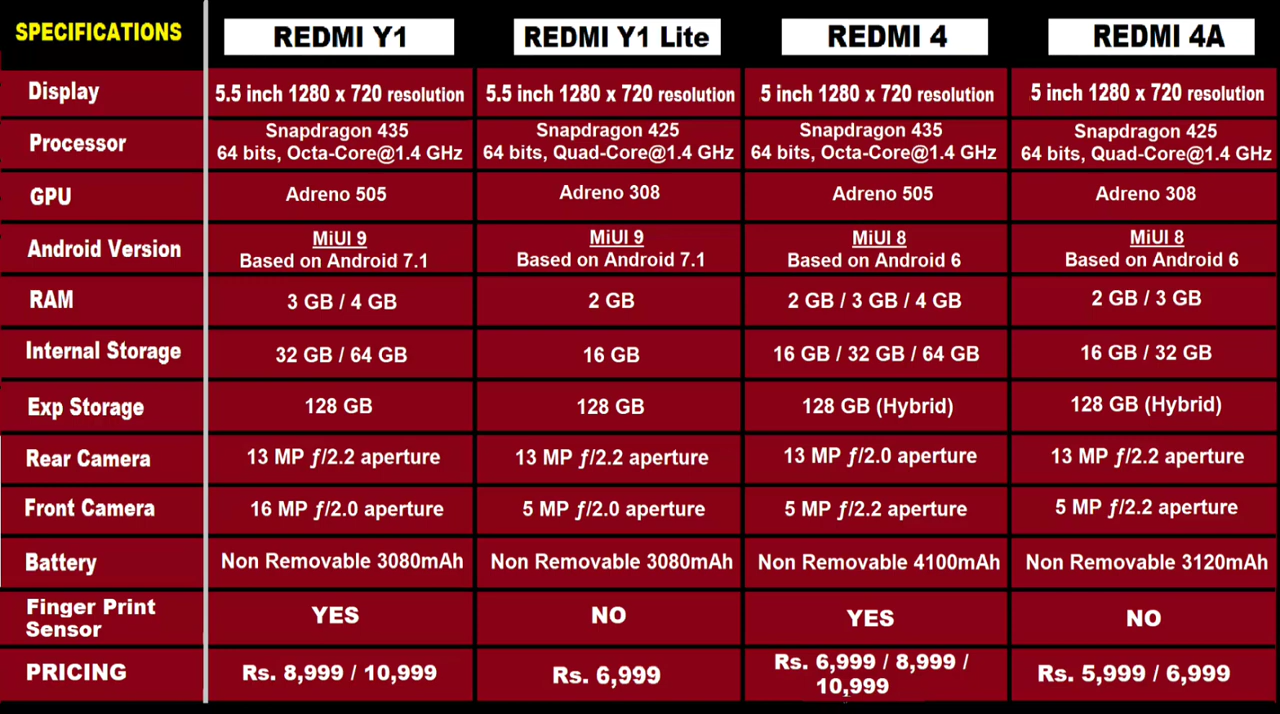 SPECIFICATIONS REDMI Y1 REDMI Y1 Lite REDMI 4 REDMI 4A
Display 5.5 inch 1280 x 720 resolution 5.5 inch 1280 x 720 resolution 5 inch 1280 x 720 resolution 5 inch 1280 x 720 resolution
Processor
Snapdragon 435
64 bits, Octa-Core@1.4 GHz
Snapdragon 425
64 bits, Quad-Core@1.4 GHz
Snapdragon 435
64 bits, Octa-Core@1.4 GHz
Snapdragon 425
64 bits, Quad-Core@1.4 GHz
GPU Adreno 505 Adreno 308 Adreno 505 Adreno 308
Android Version
MiUI 9
Based on Android 7.1
MiUI 9
Based on Android 7.1
MiUI 8
Based on Android 6
MiUI 8
Based on Android 6
RAM 3 GB / 4 GB 2 GB 2 GB / 3 GB / 4 GB 2 GB / 3 GB
Internal Storage 32 GB / 64 GB 16 GB 16 GB / 32 GB / 64 GB 16 GB / 32 GB
Exp Storage 128 GB 128 GB 128 GB (Hybrid) 128 GB (Hybrid)
Rear Camera 13 MP ƒ/2.2 aperture 13 MP ƒ/2.2 aperture 13 MP ƒ/2.0 aperture 13 MP ƒ/2.2 aperture
Front Camera 16 MP ƒ/2.0 aperture 5 MP ƒ/2.0 aperture 5 MP ƒ/2.2 aperture 5 MP ƒ/2.2 aperture
Battery Non Removable 3080mAh Non Removable 3080mAh Non Removable 4100mAh Non Removable 3120mAh
Finger Print
Sensor
YES NO YES NO
PRICING Rs. 8,999 / 10,999 Rs. 6,999
Rs. 6,999 / 8,999 /
10,999
Rs. 5,999 / 6,999